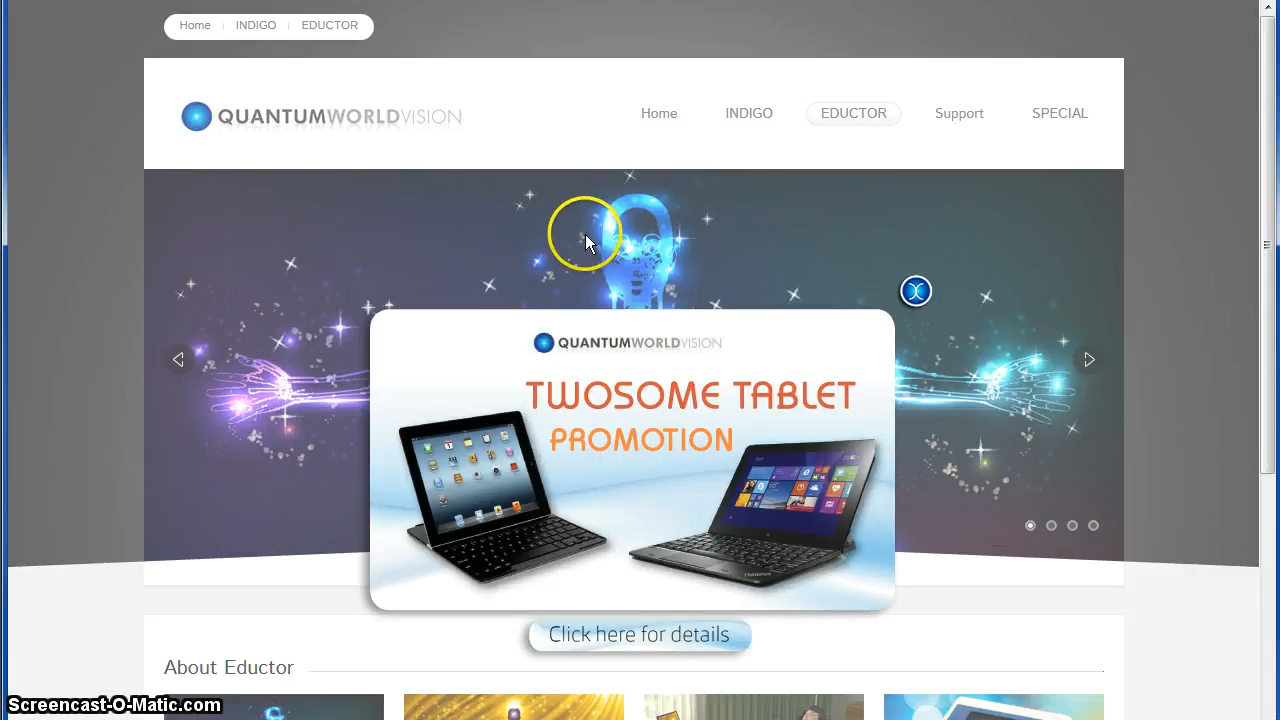 Home INDIGO EDUCTOR
QUANTUMWORLDVISION
Home INDIGO EDUCTOR Support SPECIAL
QUANTUMWORLDVISION
TWOSOME TABLET
PROMOTION
ThinkPad
Click here for details
About Eductor
Screencast-O-Matic.com